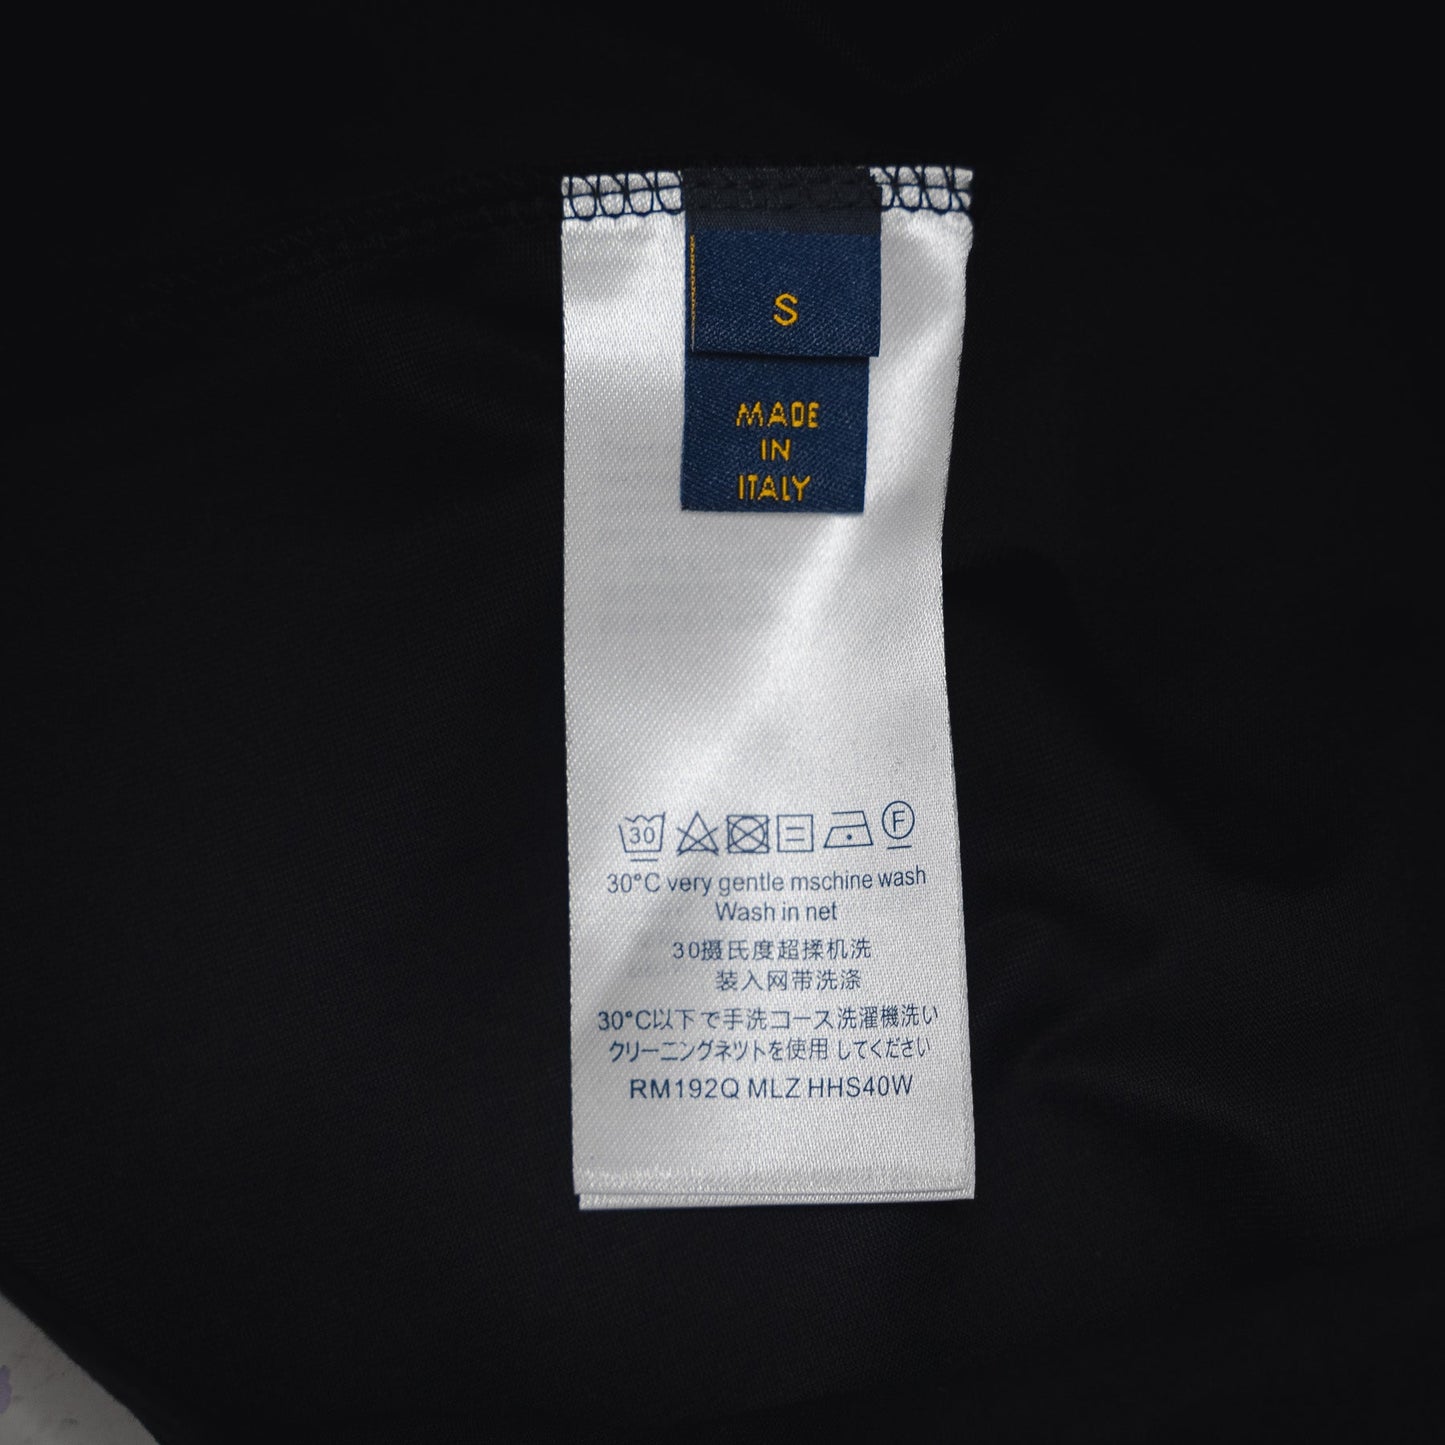 S
MADE
IN
ITALY
30 F
30°C very gentle mschine wash
Wash in net
30摄氏度超揉机洗
装入网带洗涤
30°C以下で手洗コース洗濯機洗い
クリーニングネットを使用してください
RM192Q MLZ HHS40W